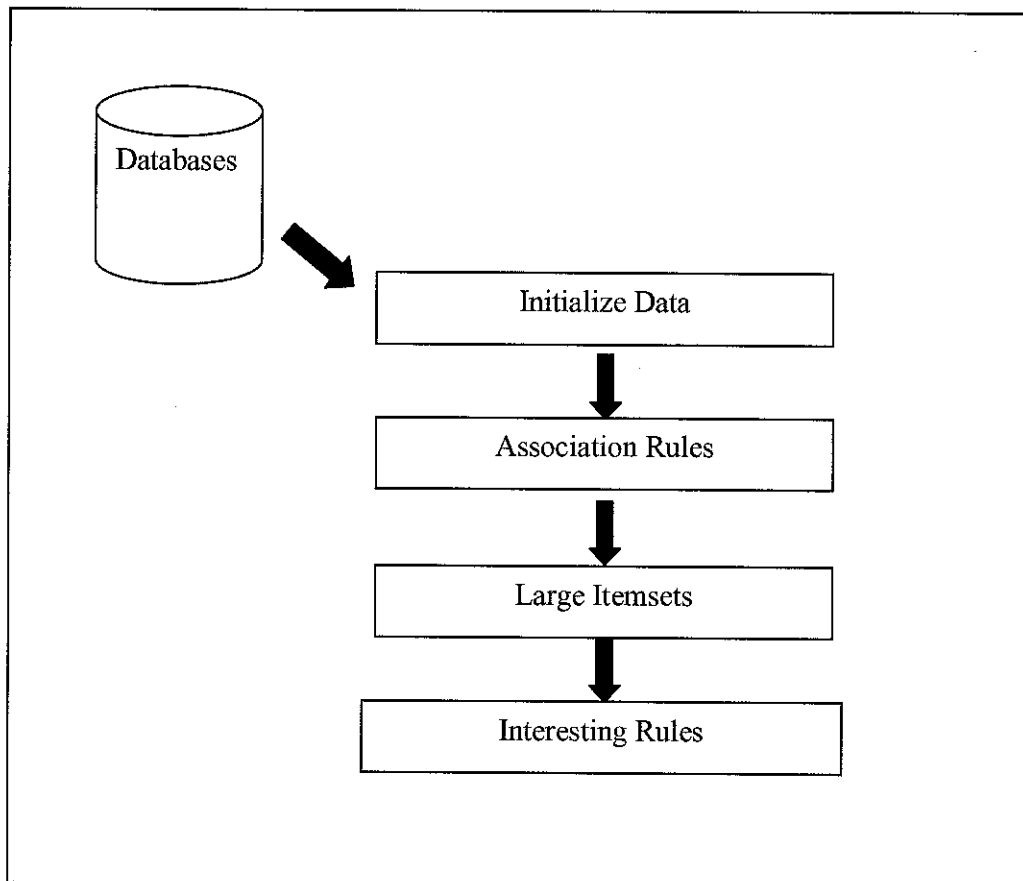 Databases
Initialize Data
Association Rules
Large Itemsets
Interesting Rules